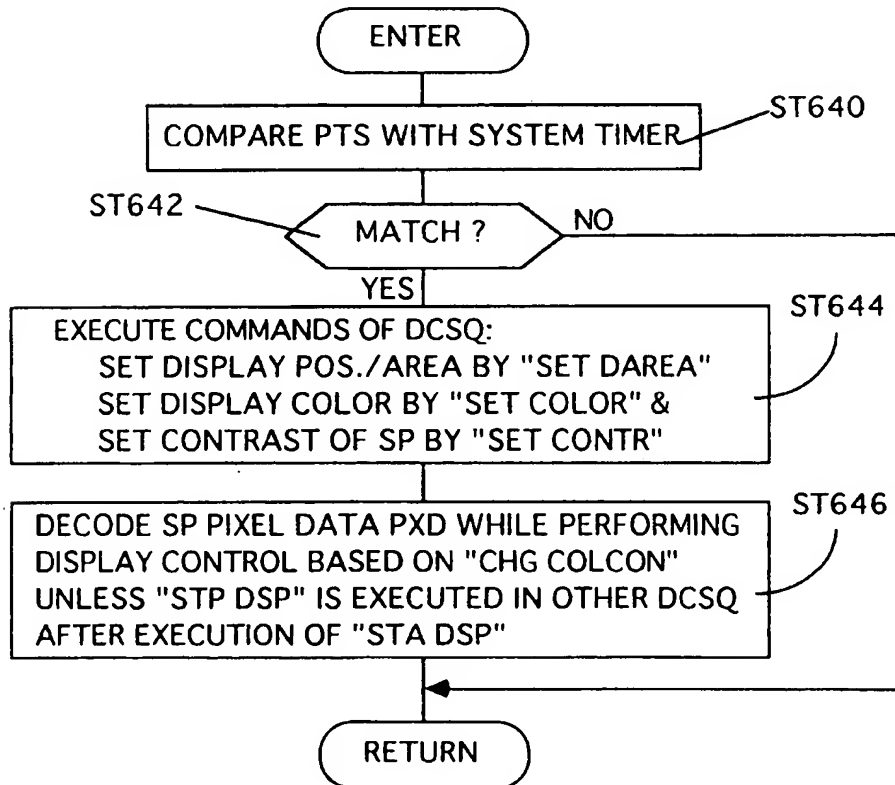 ENTER
ST640
COMPARE PTS WITH SYSTEM TIMER
ST642
MATCH ?
NO
YES
ST644
EXECUTE COMMANDS OF DCSQ:
SET DISPLAY POS./AREA BY "SET DAREA"
SET DISPLAY COLOR BY "SET COLOR" &
SET CONTRAST OF SP BY "SET CONTR"
ST646
DECODE SP PIXEL DATA PXD WHILE PERFORMING
DISPLAY CONTROL BASED ON "CHG COLCON"
UNLESS "STP DSP" IS EXECUTED IN OTHER DCSQ
AFTER EXECUTION OF "STA DSP"
RETURN